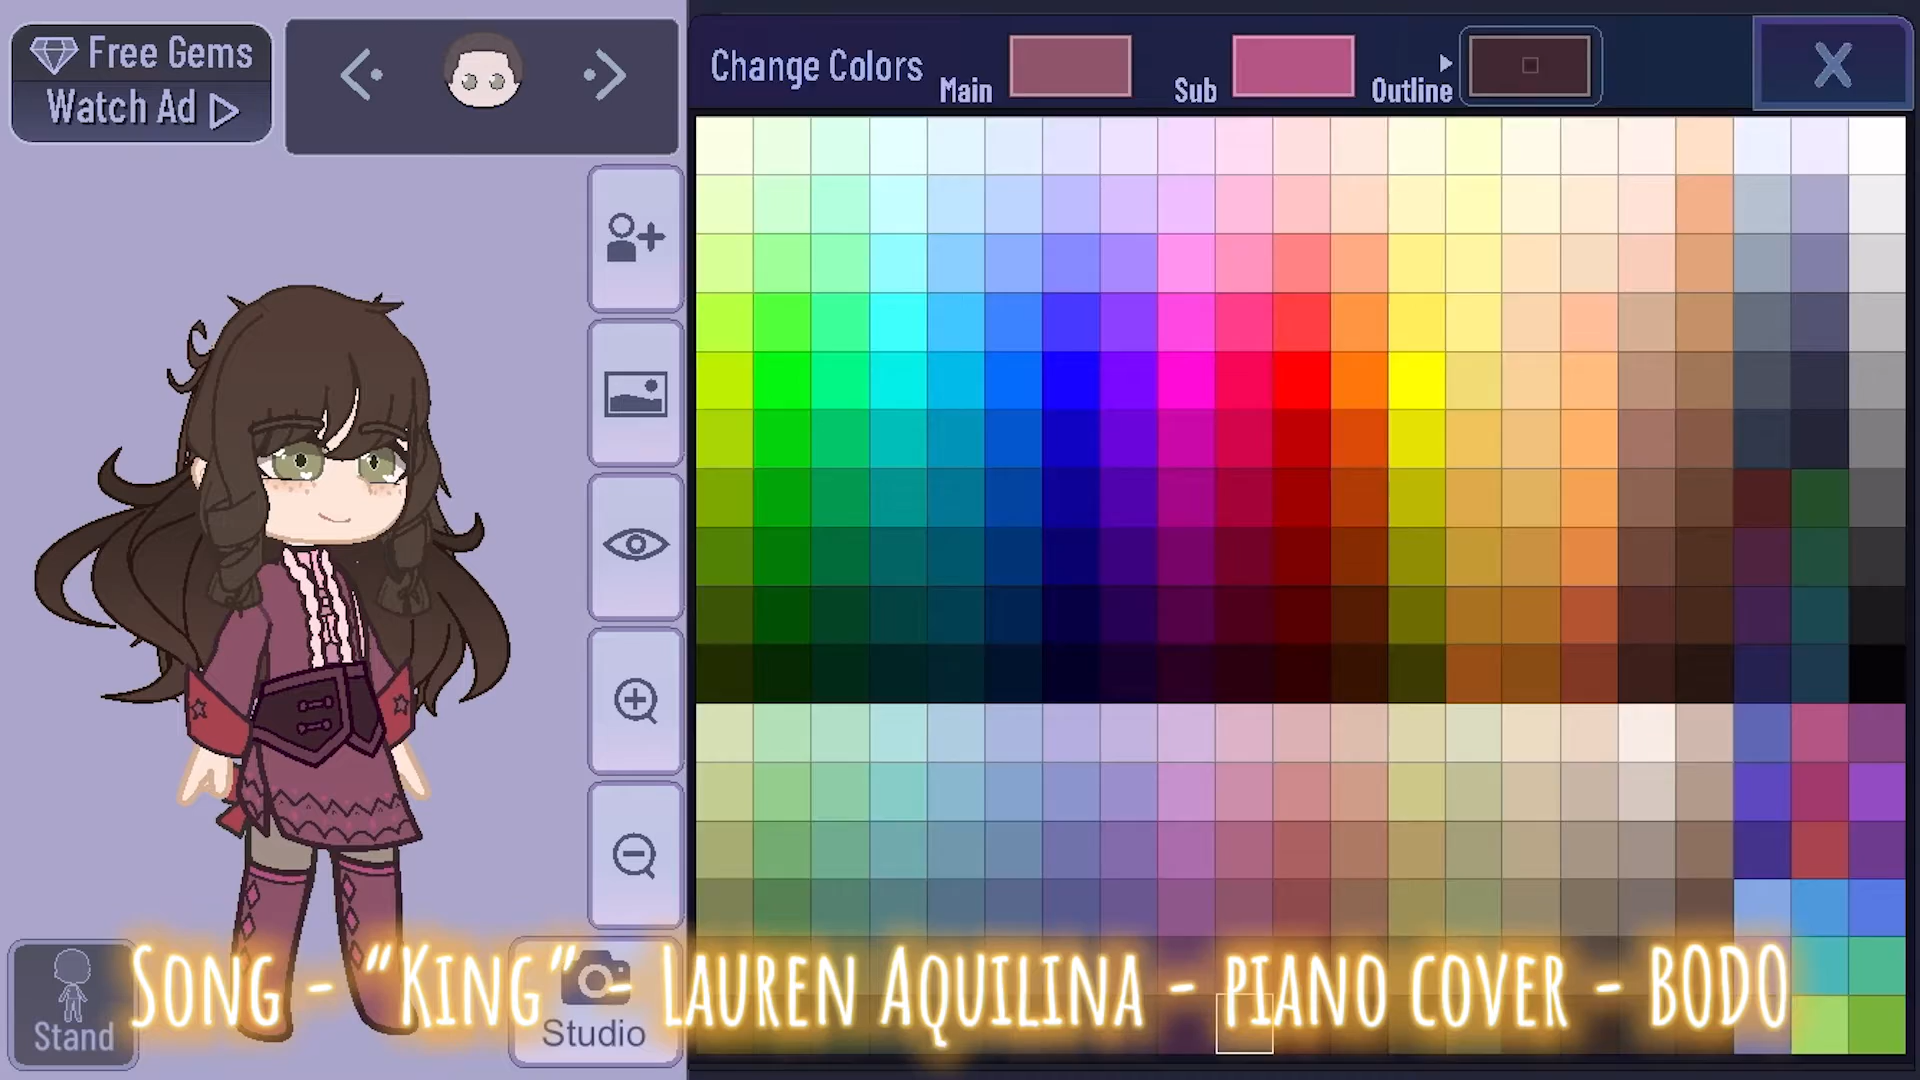 Free Gems
Watch Ad
Change Colors
Main
Sub
Outline
X
Song - “King” - Lauren Aquilina - piano cover - BODO
Stand
Studio